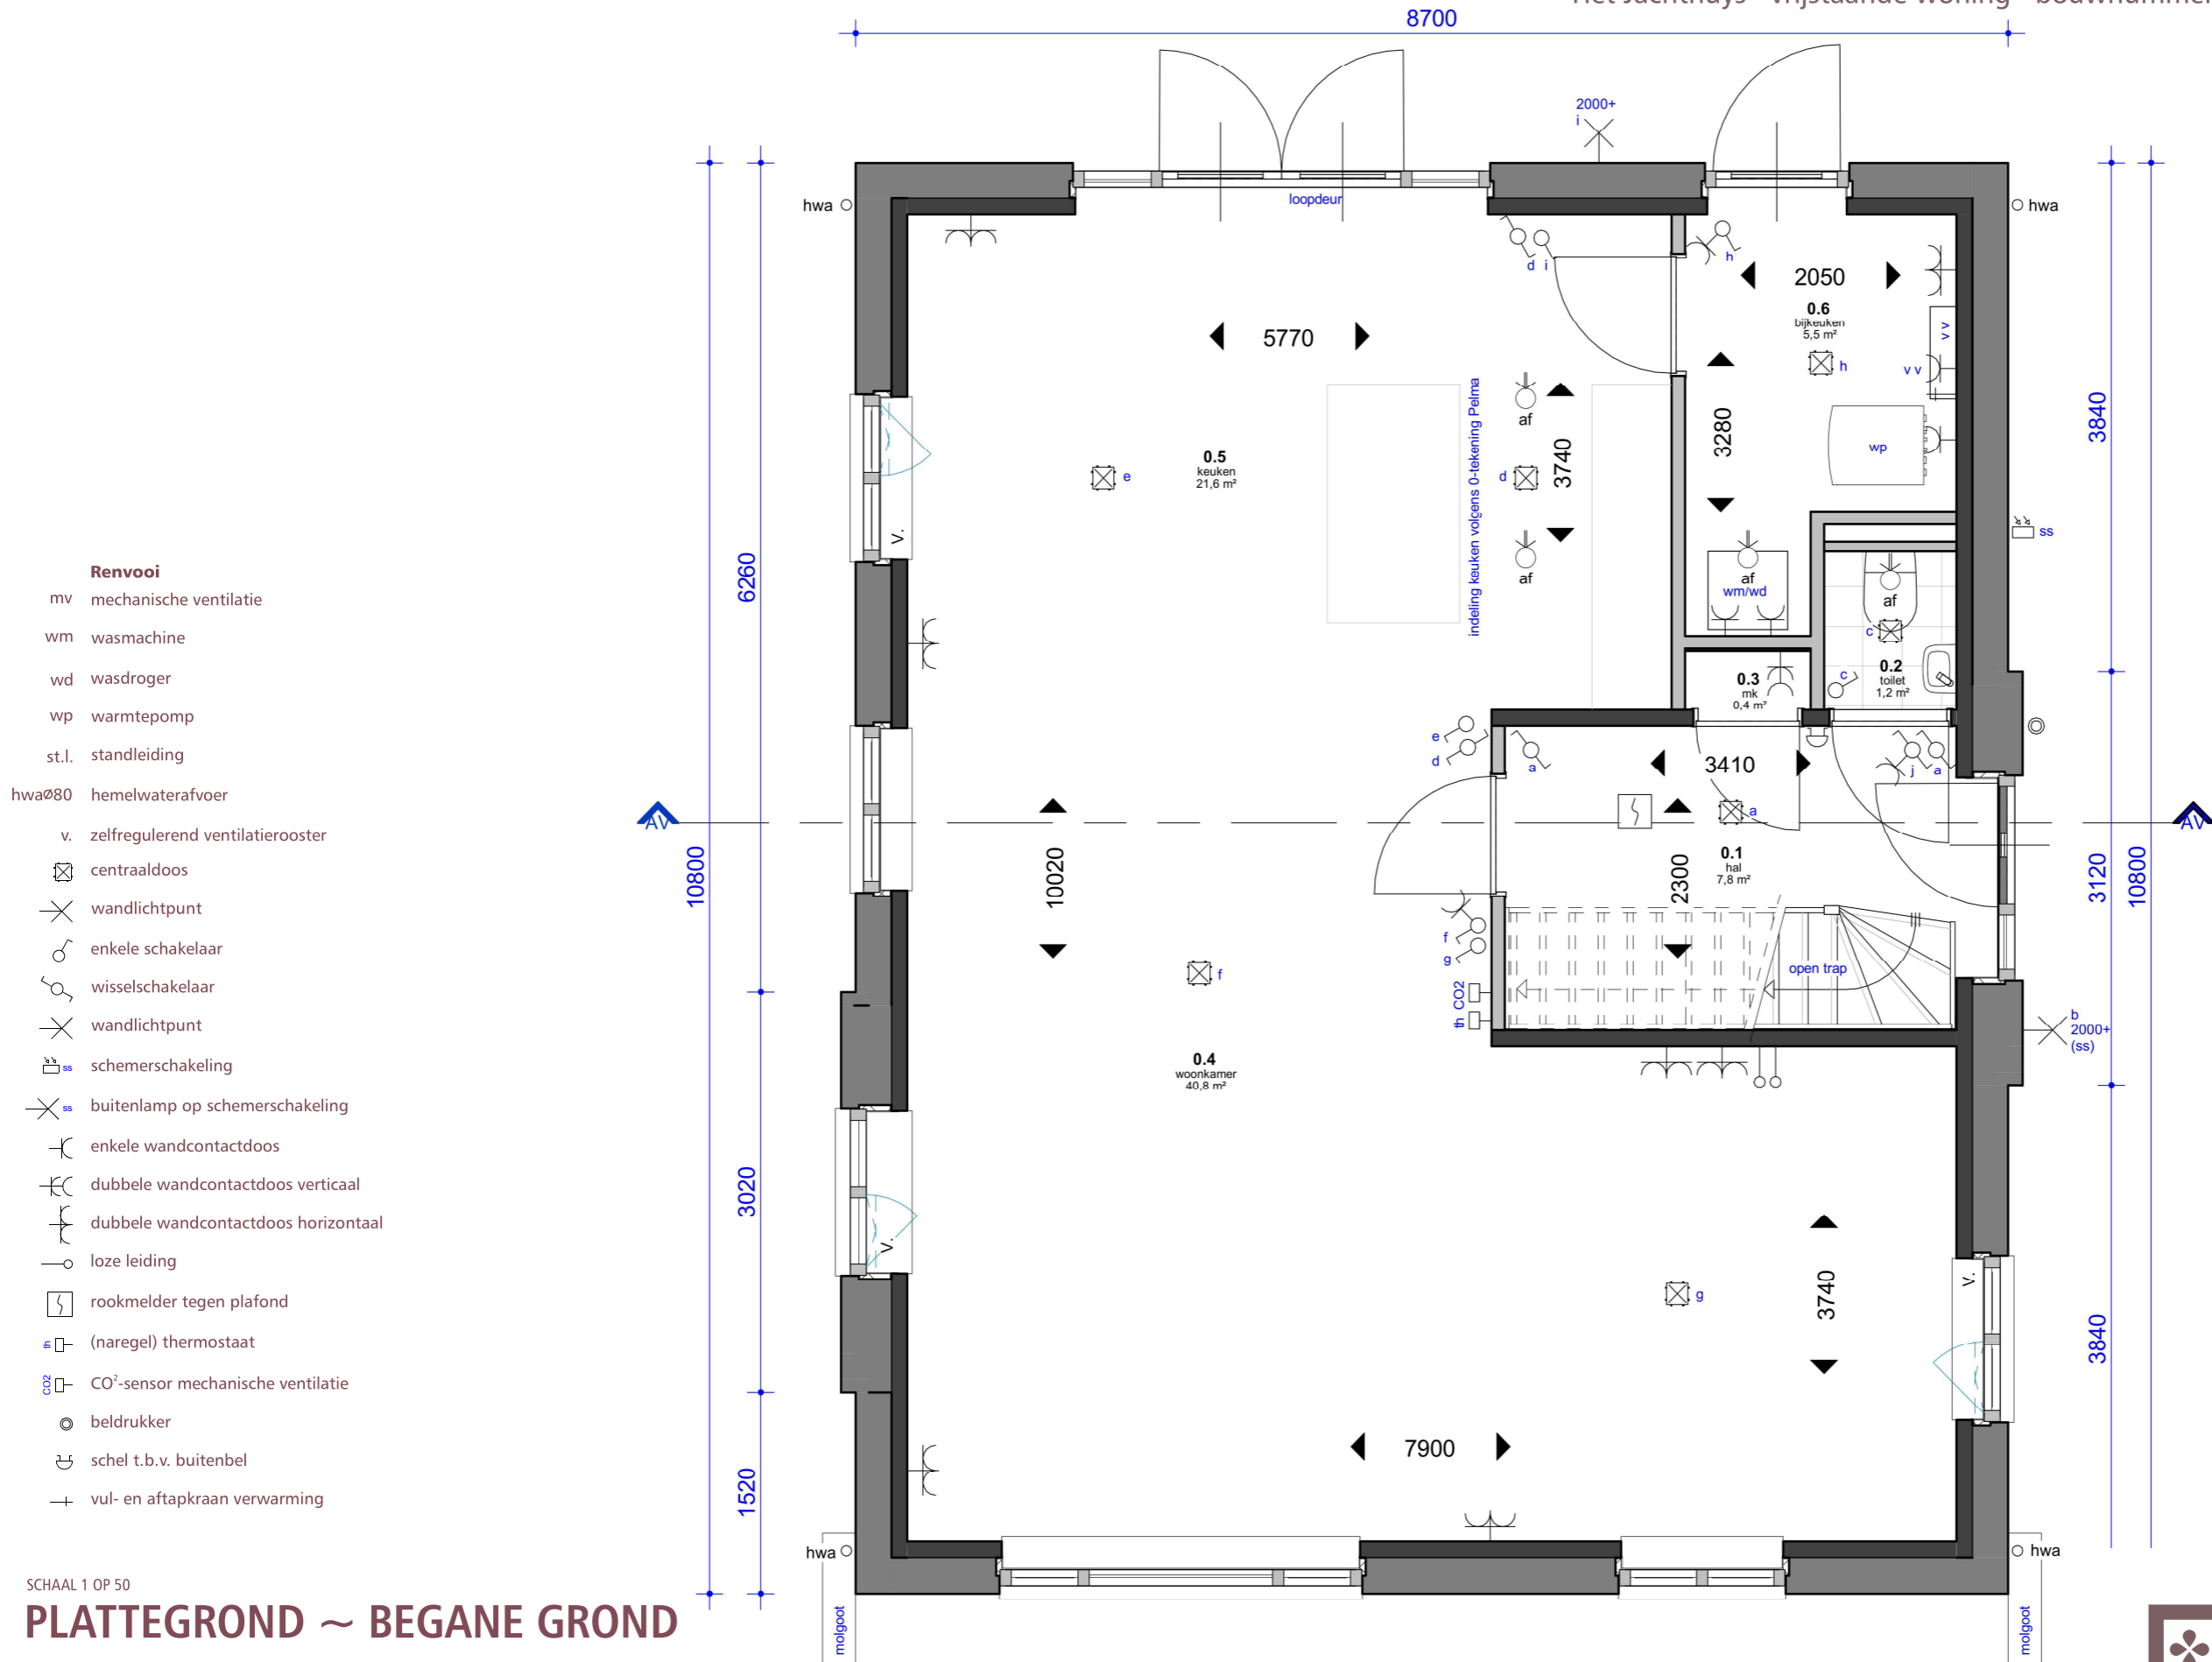 8700
2000+
i
loopdeur
hwa
hwa
d i
h
2050
0.6
bijkeuken
5,5 m²
h
v v
v v
5770
3280
3740
3840
af
indeling keuken volgens 0-tekening Pelma
wp
e
0.5
keuken
21,6 m²
d
v.
ss
af
af
wm/wd
af
c
6260
0.3
mk
0,4 m²
0.2
toilet
1,2 m²
c
e
d
a
3410
j a
AV
a
AV
10800
10020
0.1
hal
7,8 m²
2300
3120
10800
f
g
f
open trap
CO2
th
b
2000+
(ss)
0.4
woonkamer
40,8 m²
3020
v.
v.
g
3740
3840
7900
1520
hwa
hwa
molgoot
molgoot
Renvooi
mv mechanische ventilatie
wm wasmachine
wd wasdroger
wp warmtepomp
st.l. standleiding
hwaø80 hemelwaterafvoer
v. zelfregulerend ventilatierooster
centraaldoos
wandlichtpunt
enkele schakelaar
wisselschakelaar
wandlichtpunt
ss schemerschakeling
ss buitenlamp op schemerschakeling
enkele wandcontactdoos
dubbele wandcontactdoos verticaal
dubbele wandcontactdoos horizontaal
loze leiding
rookmelder tegen plafond
th (naregel) thermostaat
CO2 CO²-sensor mechanische ventilatie
beldrukker
schel t.b.v. buitenbel
vul- en aftapkraan verwarming
SCHAAL 1 OP 50
PLATTEGROND ~ BEGANE GROND